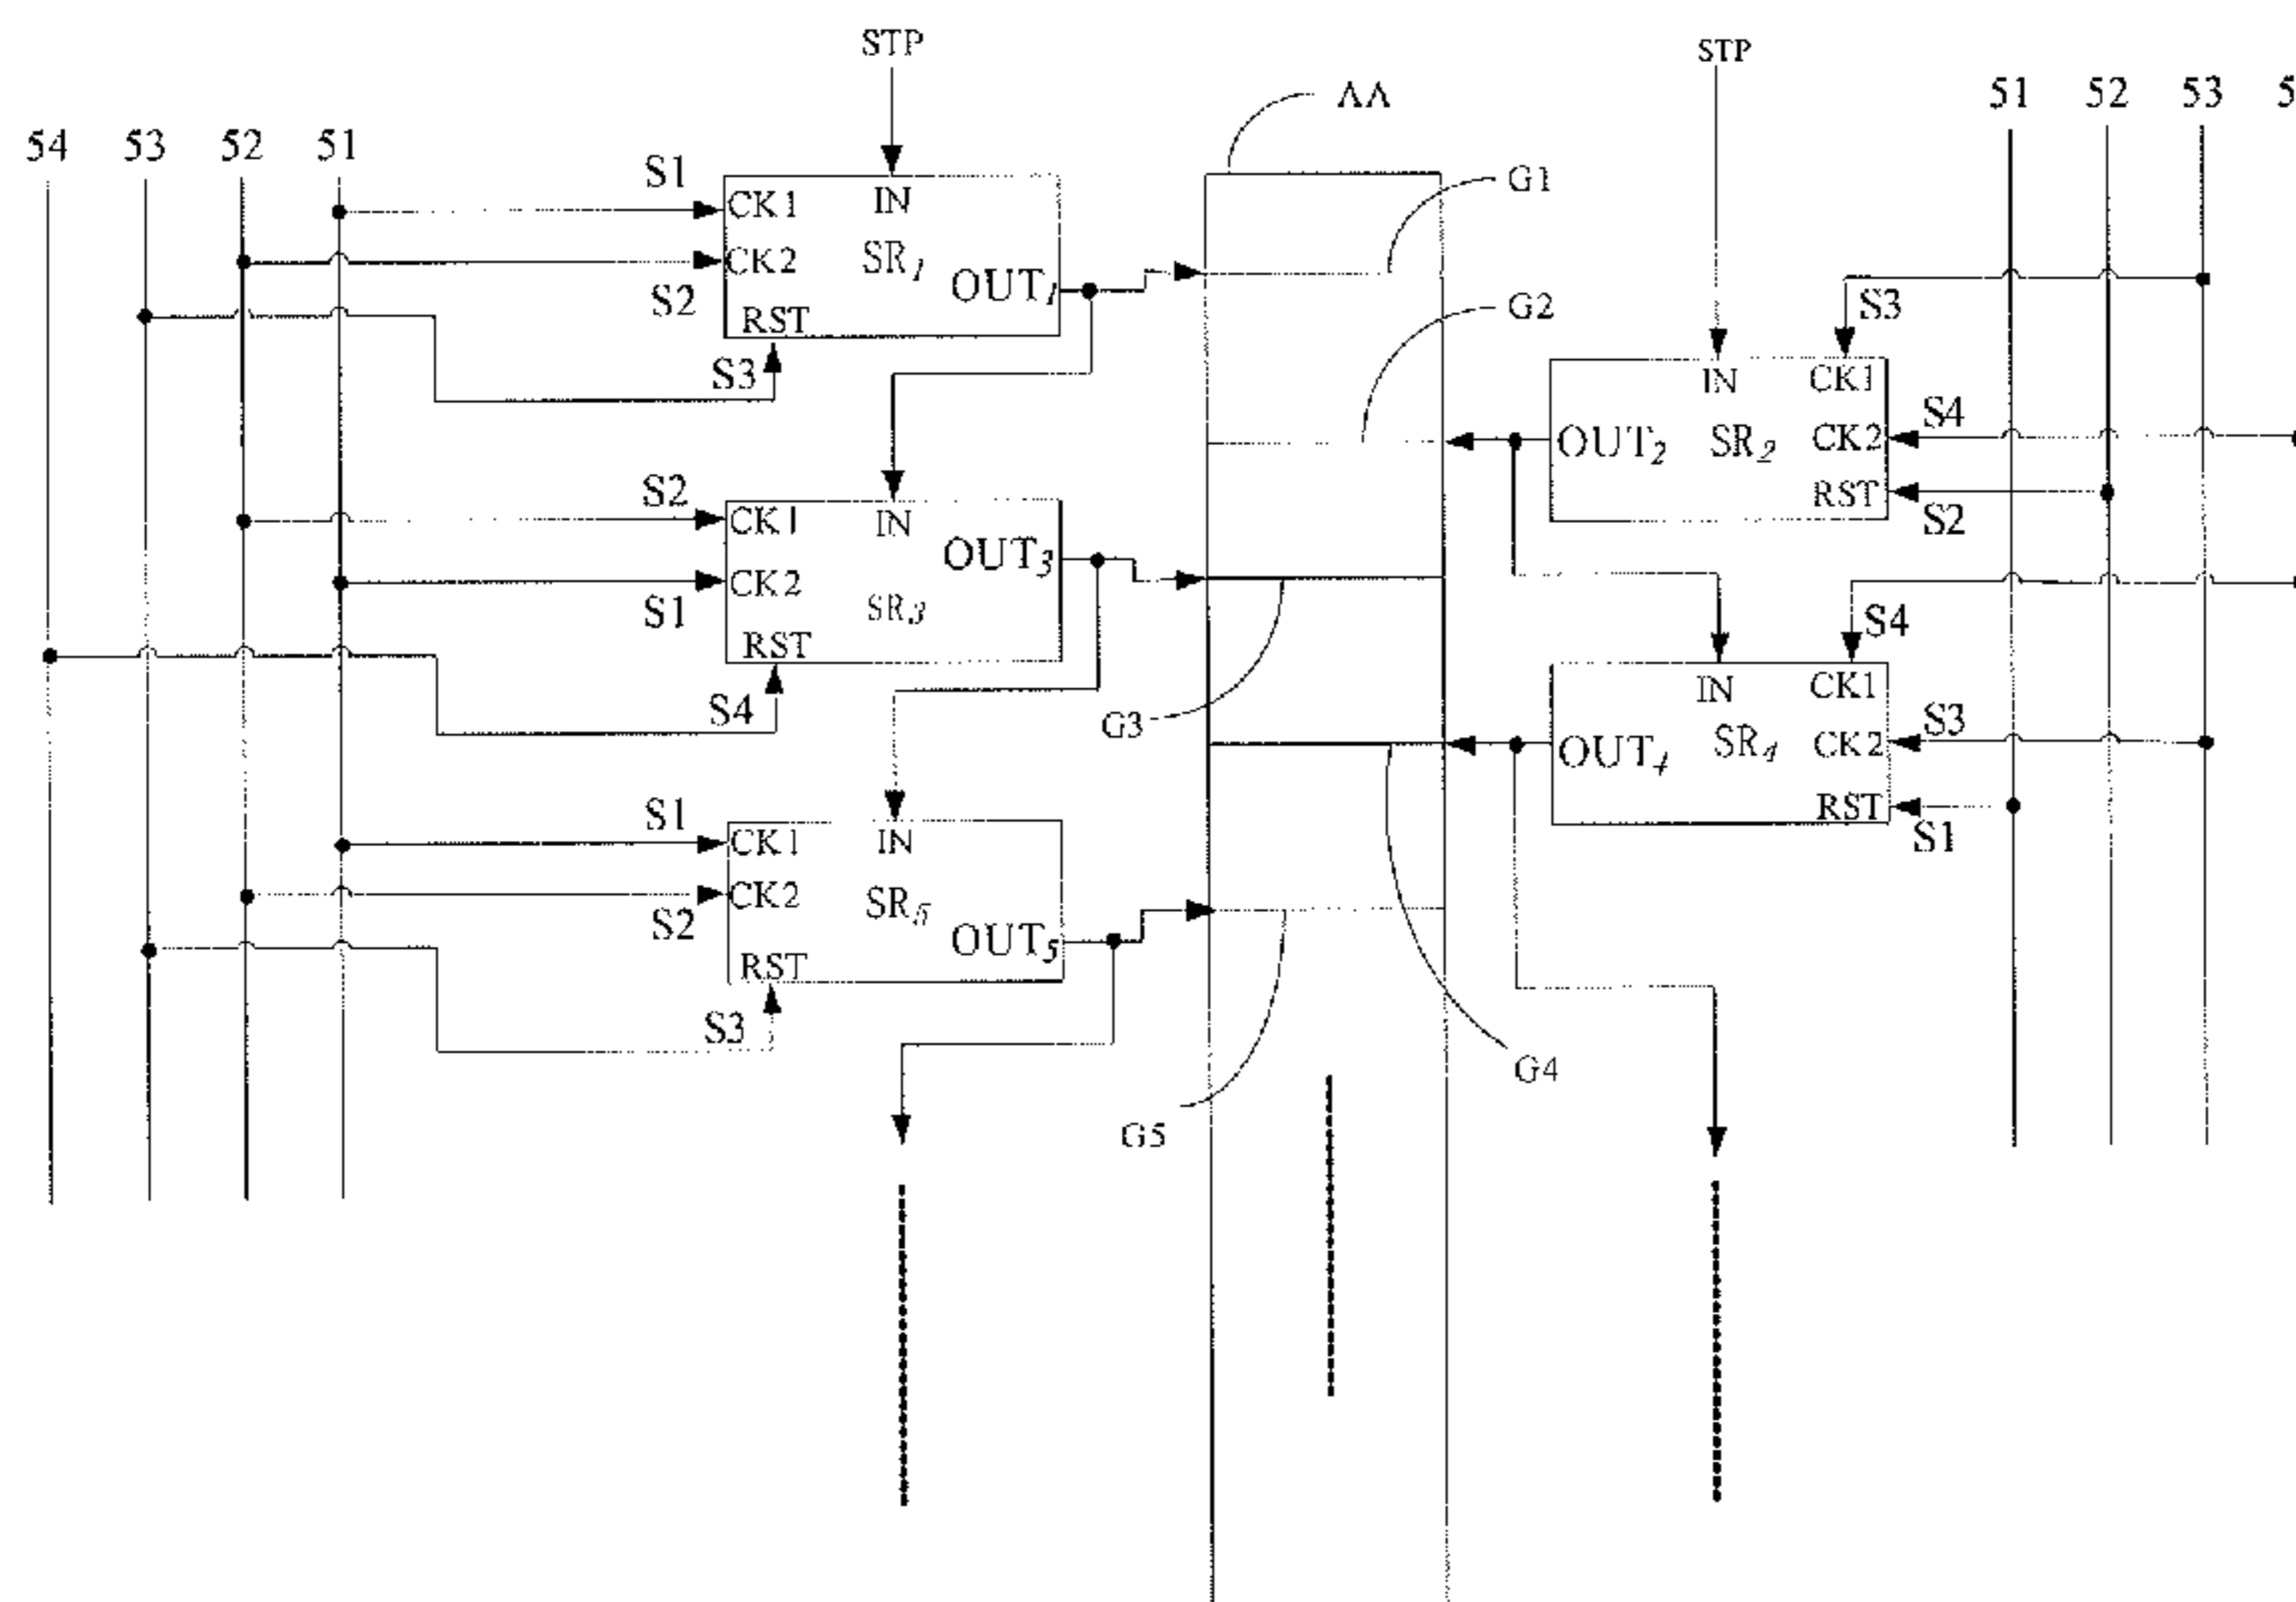 STP
STP
AA
51 52 53 5
54 53 52 51
S1
CK1 IN
G1
CK2 SR1
OUT1
S2
RST
S3
S3
G2
IN CK1
S4
OUT2 SR2 CK2
RST
S2
S2
CK1 IN
OUT3
CK2
S1
SR3
RST
S4
S4
G3
IN CK1
S3
OUT4 SR4 CK2
RST
S1
S1
CK1 IN
CK2 SR5
S2
OUT5
RST
S3
G4
G5